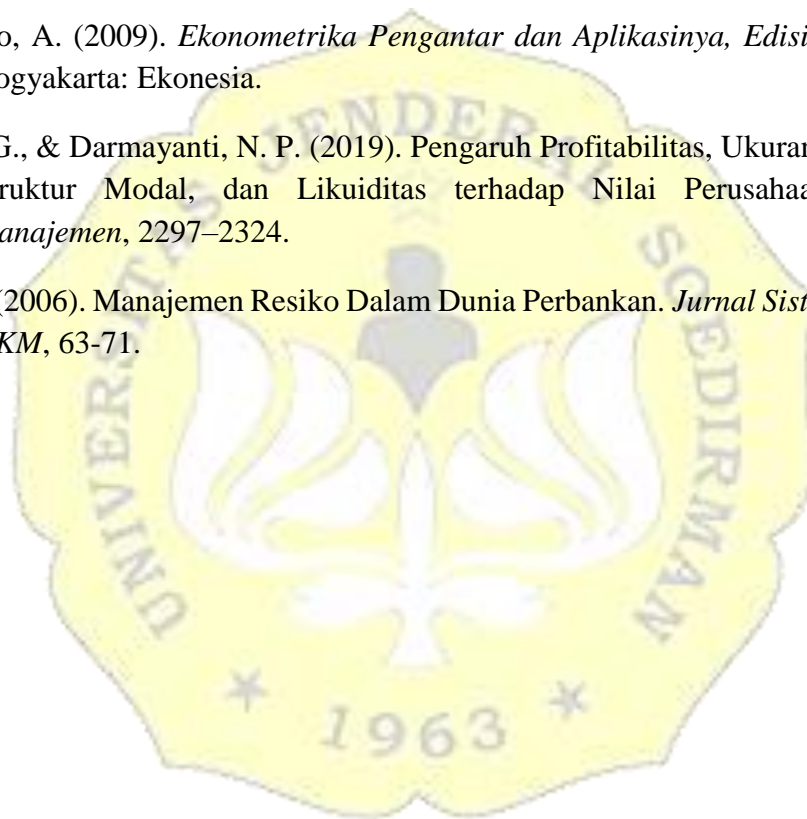 o, A. (2009). Ekonometrika Pengantar dan Aplikasinya, Edisi
ogyakarta: Ekonesia.
G., & Darmayanti, N. P. (2019). Pengaruh Profitabilitas, Ukuran
ruktur Modal, dan Likuiditas terhadap Nilai Perusahaa
anajemen, 2297–2324.
(2006). Manajemen Resiko Dalam Dunia Perbankan. Jurnal Sist
KM, 63-71.
UNIVERSITAS JENDERAL SOEDIRMAN
1963